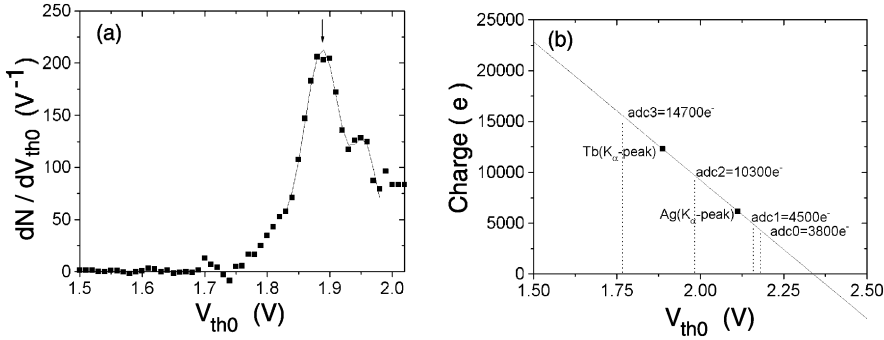 (a)
250
200
150
100
50
0
dN / dV_th0 (V^-1)
1.5 1.6 1.7 1.8 1.9 2.0
V_th0 (V)
(b)
25000
20000
15000
10000
5000
0
Charge ( e )
adc3=14700e^-
Tb(K_α-peak)
adc2=10300e^-
Ag(K_α-peak)
adc1=4500e^-
adc0=3800e^-
1.50 1.75 2.00 2.25 2.50
V_th0 (V)